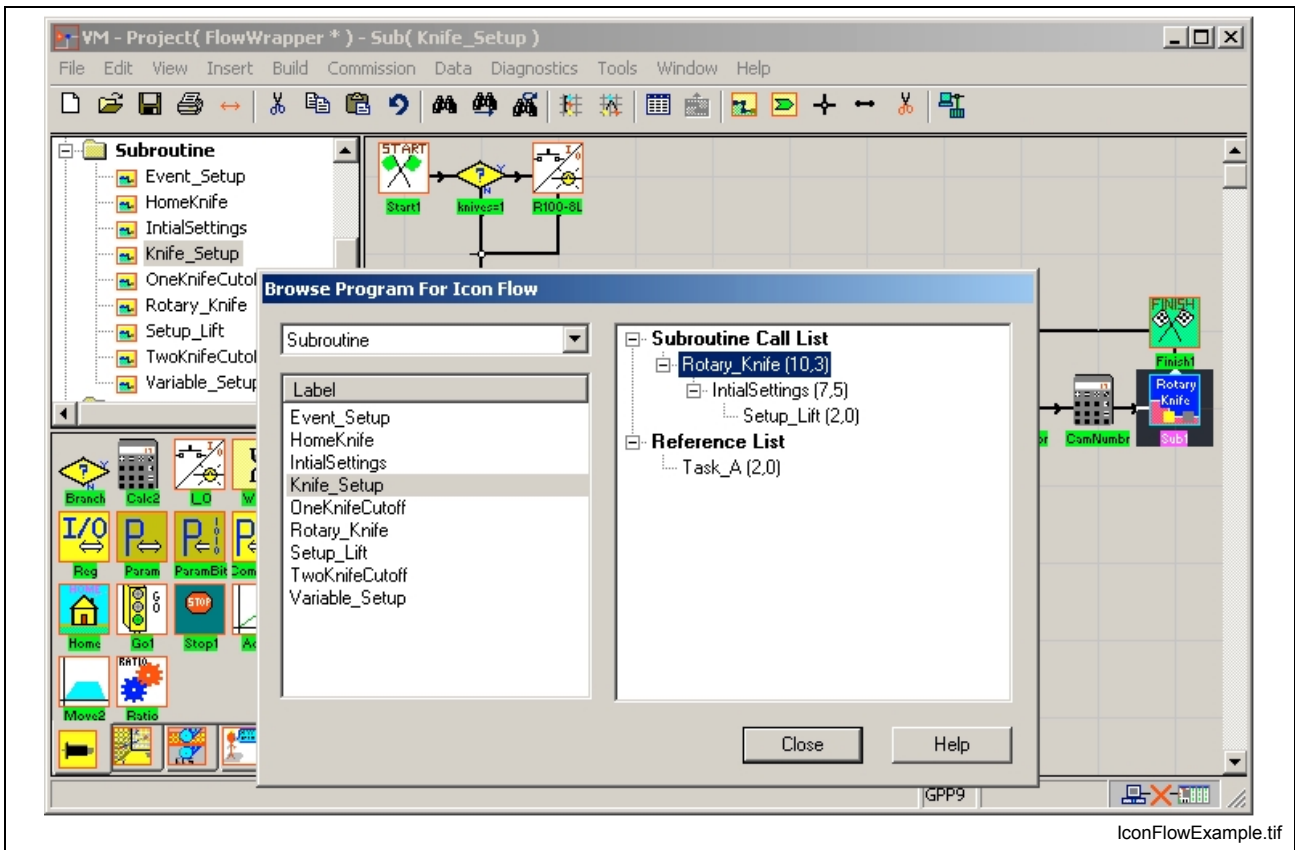 VM - Project( FlowWrapper * ) - Sub( Knife_Setup )
File Edit View Insert Build Commission Data Diagnostics Tools Window Help
Subroutine
Event_Setup
HomeKnife
IntialSettings
Knife_Setup
OneKnifeCutof
Rotary_Knife
Setup_Lift
TwoKnifeCutof
Variable_Setup
START
Start1
knives=1
R100-8L
Browse Program For Icon Flow
Subroutine
Label
Event_Setup
HomeKnife
IntialSettings
Knife_Setup
OneKnifeCutoff
Rotary_Knife
Setup_Lift
TwoKnifeCutoff
Variable_Setup
Subroutine Call List
Rotary_Knife (10,3)
IntialSettings (7,5)
Setup_Lift (2,0)
Reference List
Task_A (2,0)
Close
Help
FINISH
Finish1
CamNumbr
Rotary
Knife
Sub1
Branch
Calc2
I_O
I/O
Reg
Param
ParamBit
HOME
Home
GO
Go1
STOP
Stop1
Move2
RATIO
Ratio
GPP9
IconFlowExample.tif